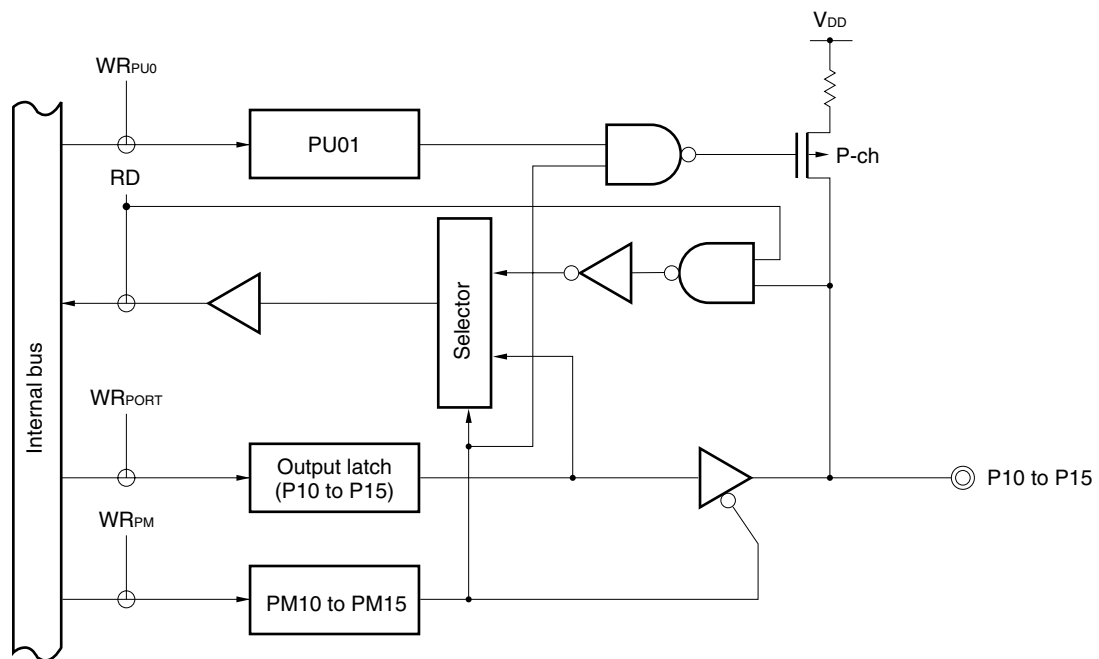 VDD
WRPU0
PU01
P-ch
RD
Selector
Internal bus
WRPORT
Output latch
(P10 to P15)
P10 to P15
WRPM
PM10 to PM15